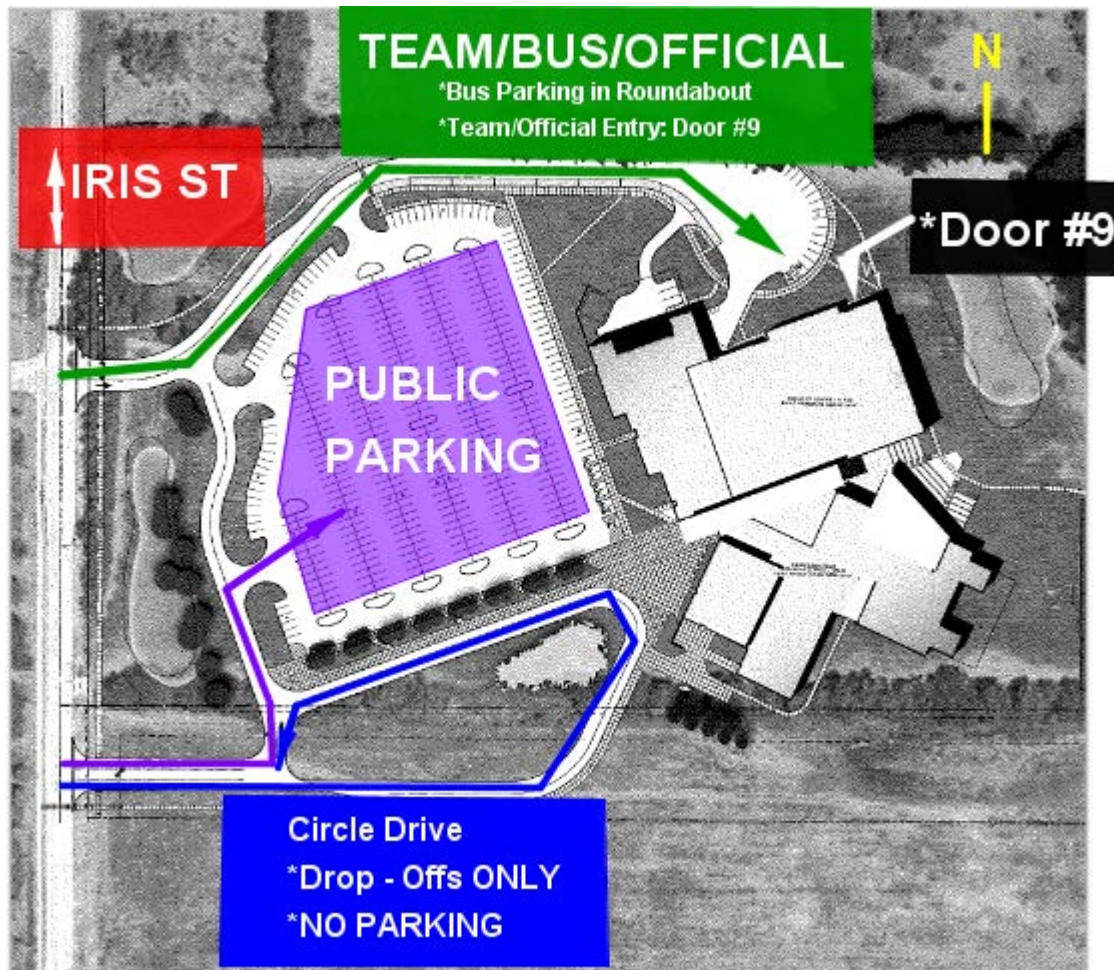 TEAM/BUS/OFFICIAL
*Bus Parking in Roundabout
*Team/Official Entry: Door #9
N
IRIS ST
*Door #9
PUBLIC
PARKING
Circle Drive
*Drop - Offs ONLY
*NO PARKING